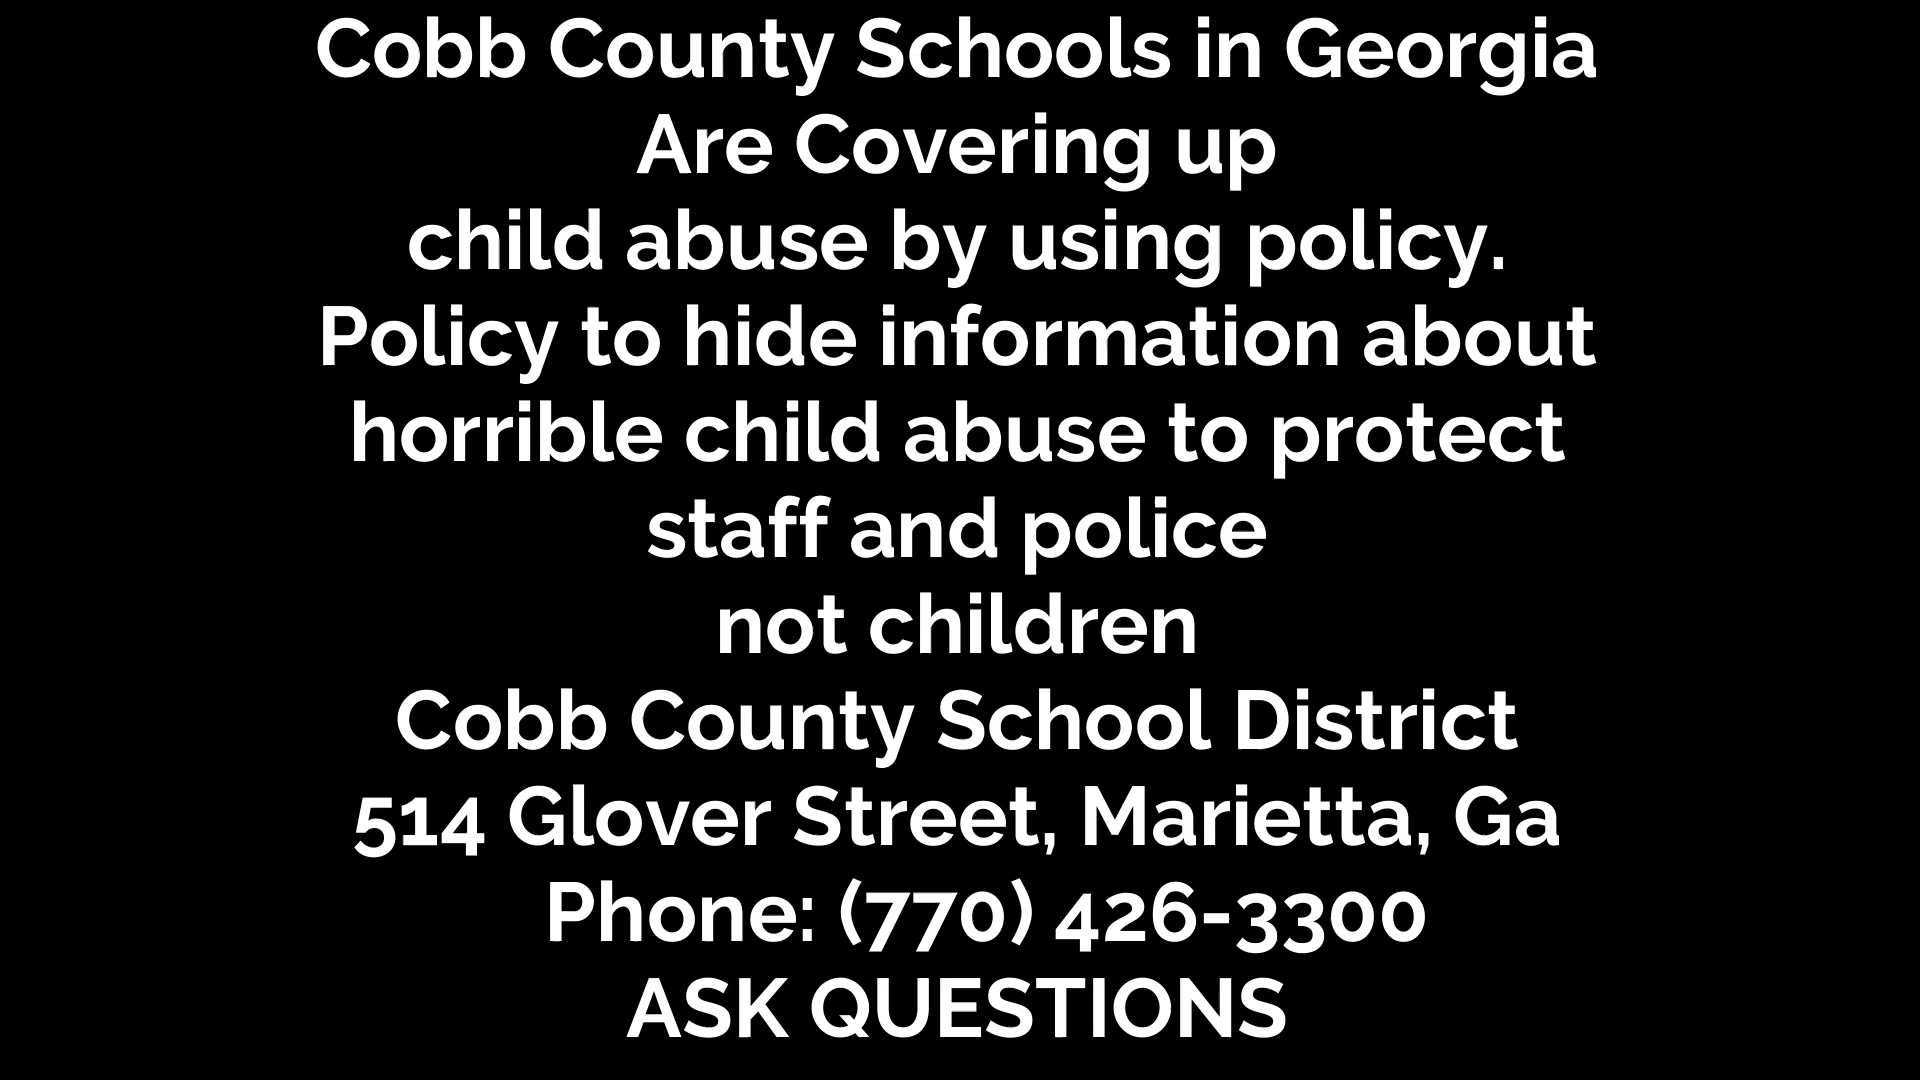 Cobb County Schools in Georgia
Are Covering up
child abuse by using policy.
Policy to hide information about
horrible child abuse to protect
staff and police
not children
Cobb County School District
514 Glover Street, Marietta, Ga
Phone: (770) 426-3300
ASK QUESTIONS